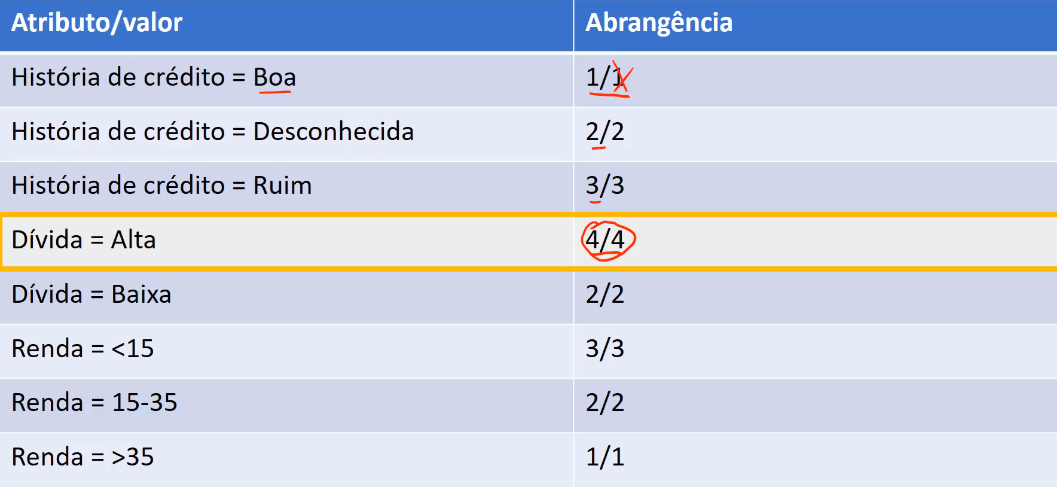 Atributo/valor Abrangência
História de crédito = Boa 1/1
História de crédito = Desconhecida 2/2
História de crédito = Ruim 3/3
Dívida = Alta 4/4
Dívida = Baixa 2/2
Renda = <15 3/3
Renda = 15-35 2/2
Renda = >35 1/1